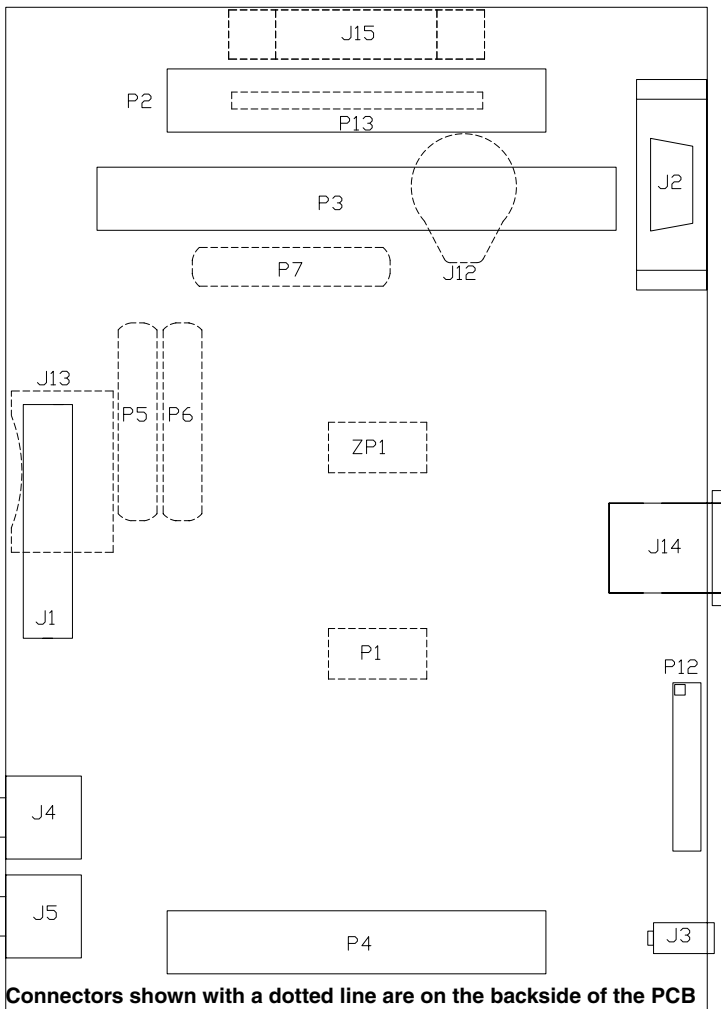 J15
P2
P13
J2
P3
P7
J12
J13
P5
P6
ZP1
J14
J1
P1
P12
J4
J5
P4
J3
Connectors shown with a dotted line are on the backside of the PCB